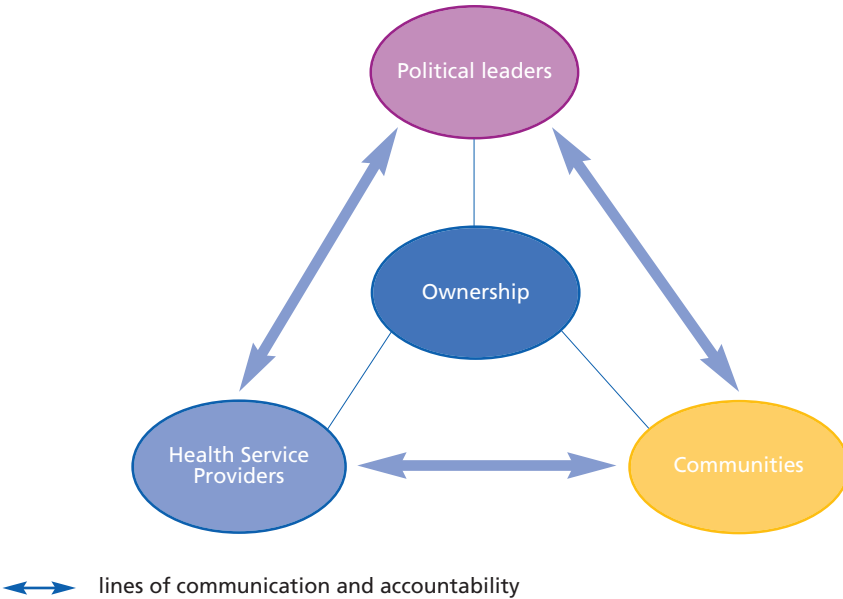 Political leaders
Ownership
Health Service
Providers
Communities
lines of communication and accountability